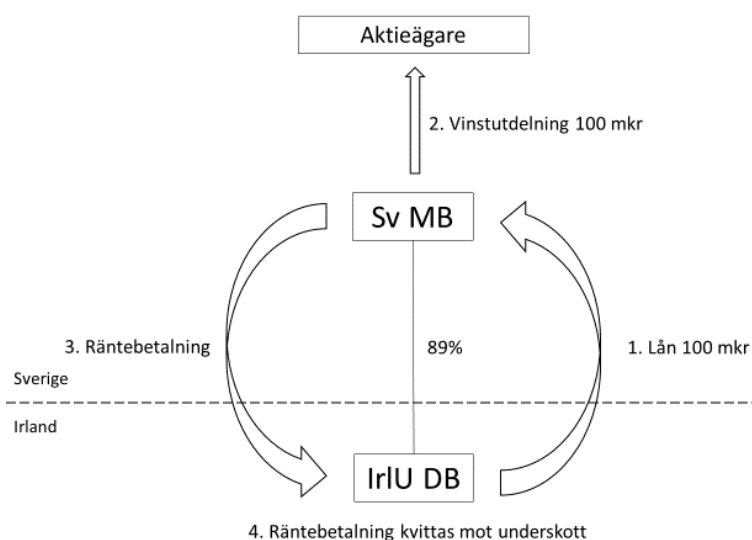 Aktieägare
2. Vinstutdelning 100 mkr
Sv MB
3. Räntebetalning
89%
1. Lån 100 mkr
Sverige
Irland
IrlU DB
4. Räntebetalning kvittas mot underskott